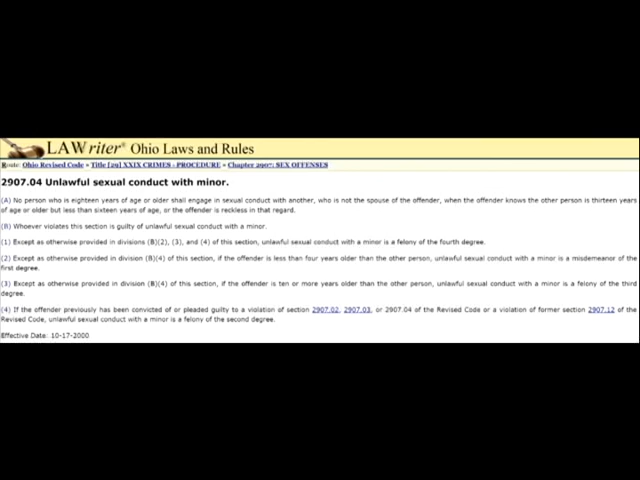 LAWriter® Ohio Laws and Rules
Route: Ohio Revised Code » Title [29] XXIX CRIMES - PROCEDURE » Chapter 2907: SEX OFFENSES
2907.04 Unlawful sexual conduct with minor.
(A) No person who is eighteen years of age or older shall engage in sexual conduct with another, who is not the spouse of the offender, when the offender knows the other person is thirteen years
of age or older but less than sixteen years of age, or the offender is reckless in that regard.
(B) Whoever violates this section is guilty of unlawful sexual conduct with a minor.
(1) Except as otherwise provided in divisions (B)(2), (3), and (4) of this section, unlawful sexual conduct with a minor is a felony of the fourth degree.
(2) Except as otherwise provided in division (B)(4) of this section, if the offender is less than four years older than the other person, unlawful sexual conduct with a minor is a misdemeanor of the
first degree.
(3) Except as otherwise provided in division (B)(4) of this section, if the offender is ten or more years older than the other person, unlawful sexual conduct with a minor is a felony of the third
degree.
(4) If the offender previously has been convicted of or pleaded guilty to a violation of section 2907.02, 2907.03, or 2907.04 of the Revised Code or a violation of former section 2907.12 of the
Revised Code, unlawful sexual conduct with a minor is a felony of the second degree.
Effective Date: 10-17-2000